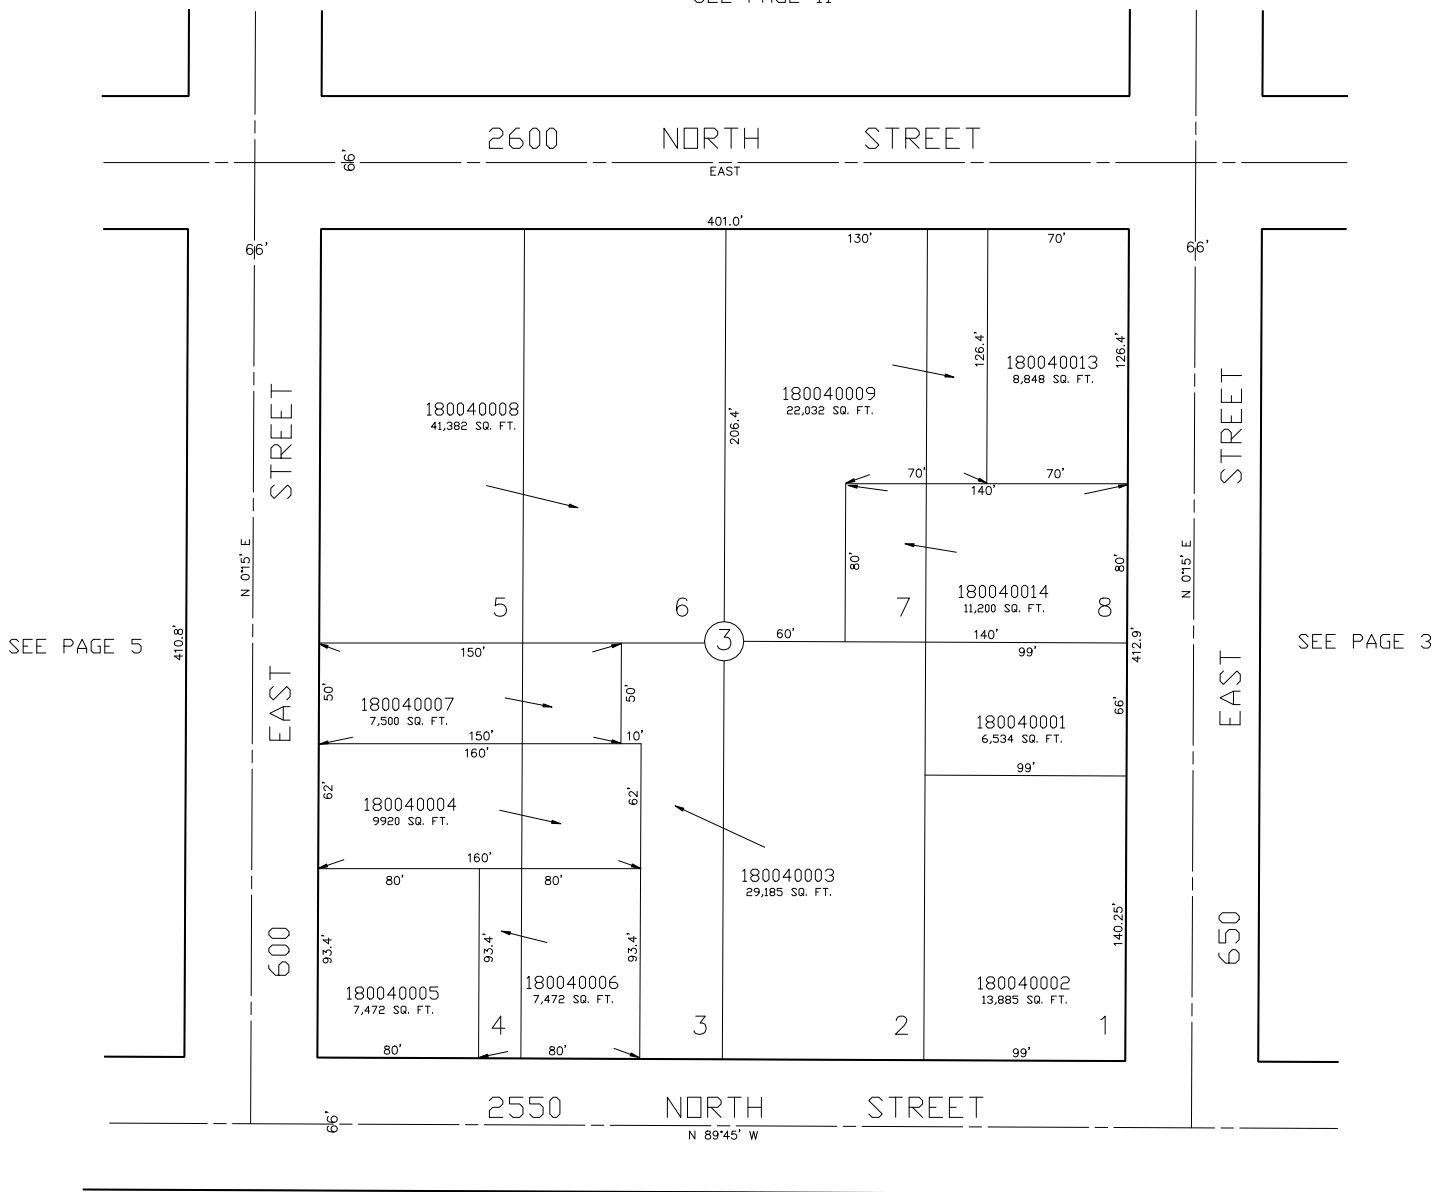 SEE PAGE 11
2600 NORTH STREET
66'
EAST
401.0'
130'
70'
66'
66'
126.4'
126.4'
180040013
8,848 SQ. FT.
180040009
22,032 SQ. FT.
180040008
41,382 SQ. FT.
206.4'
EAST STREET
EAST STREET
70'
70'
140'
N 0°15' E
N 0°15' E
80'
80'
180040014
11,200 SQ. FT.
5
6
7
8
SEE PAGE 5
410.8'
3
60'
140'
412.9'
SEE PAGE 3
150'
99'
50'
180040007
7,500 SQ. FT.
50'
180040001
6,534 SQ. FT.
66'
150'
10'
160'
99'
62'
180040004
9920 SQ. FT.
62'
160'
80'
80'
180040003
29,185 SQ. FT.
600
650
93.4'
93.4'
93.4'
140.25'
180040005
7,472 SQ. FT.
180040006
7,472 SQ. FT.
180040002
13,885 SQ. FT.
4
3
2
1
80'
80'
99'
2550 NORTH STREET
66'
N 89°45' W